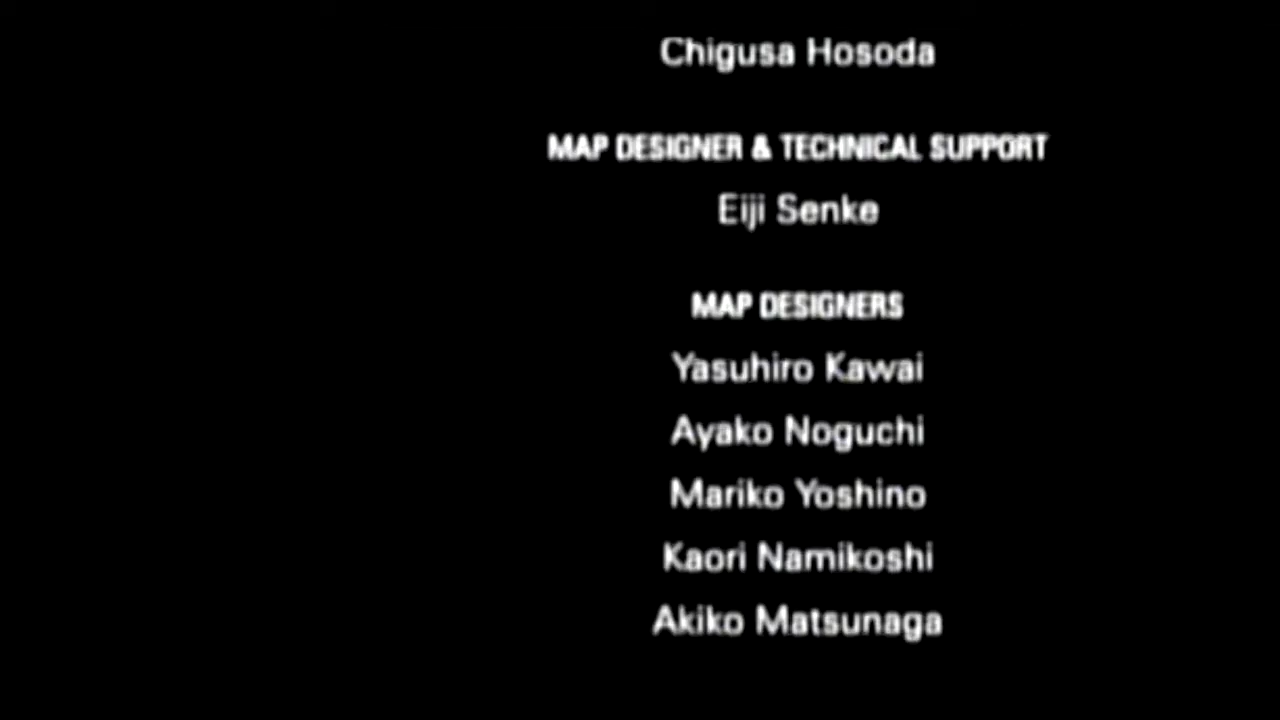 Chigusa Hosoda
MAP DESIGNER & TECHNICAL SUPPORT
Eiji Senke
MAP DESIGNERS
Yasuhiro Kawai
Ayako Noguchi
Mariko Yoshino
Kaori Namikoshi
Akiko Matsunaga